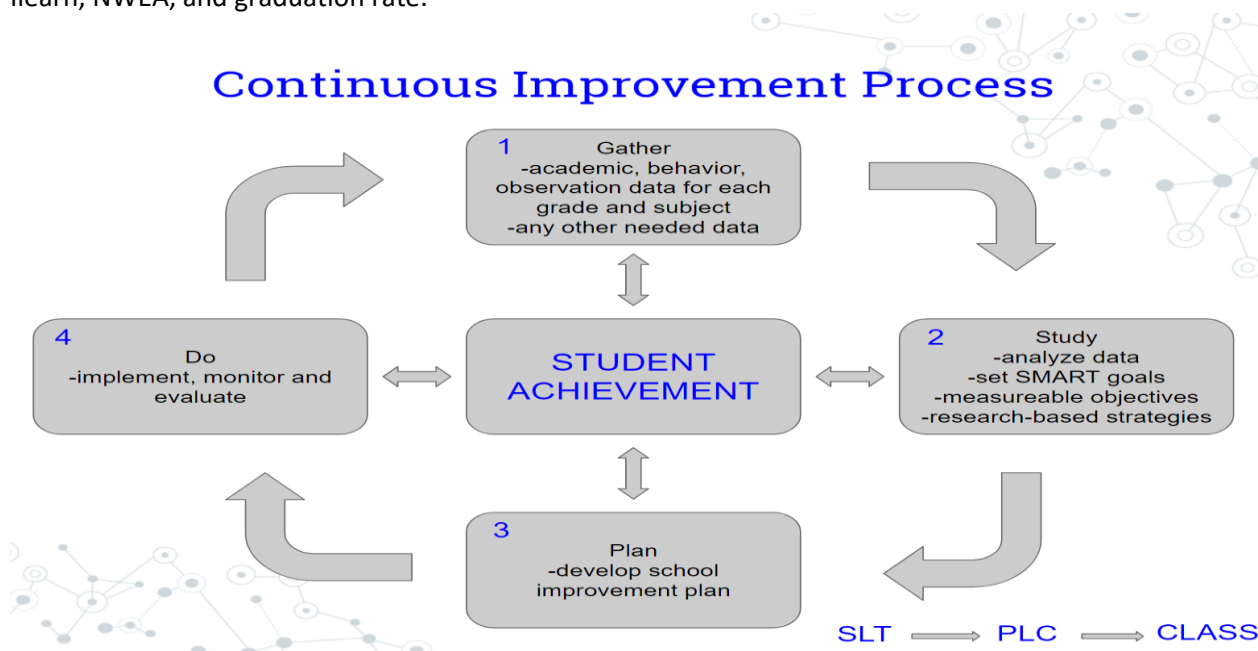 NWEA, and graduation rate.
Continuous Improvement Process
1
Gather
-academic, behavior,
observation data for each
grade and subject
-any other needed data
4
Do
-implement, monitor and
evaluate
STUDENT
ACHIEVEMENT
2
Study
-analyze data
-set SMART goals
-measureable objectives
-research-based strategies
3
Plan
-develop school
improvement plan
SLT PLC CLASS